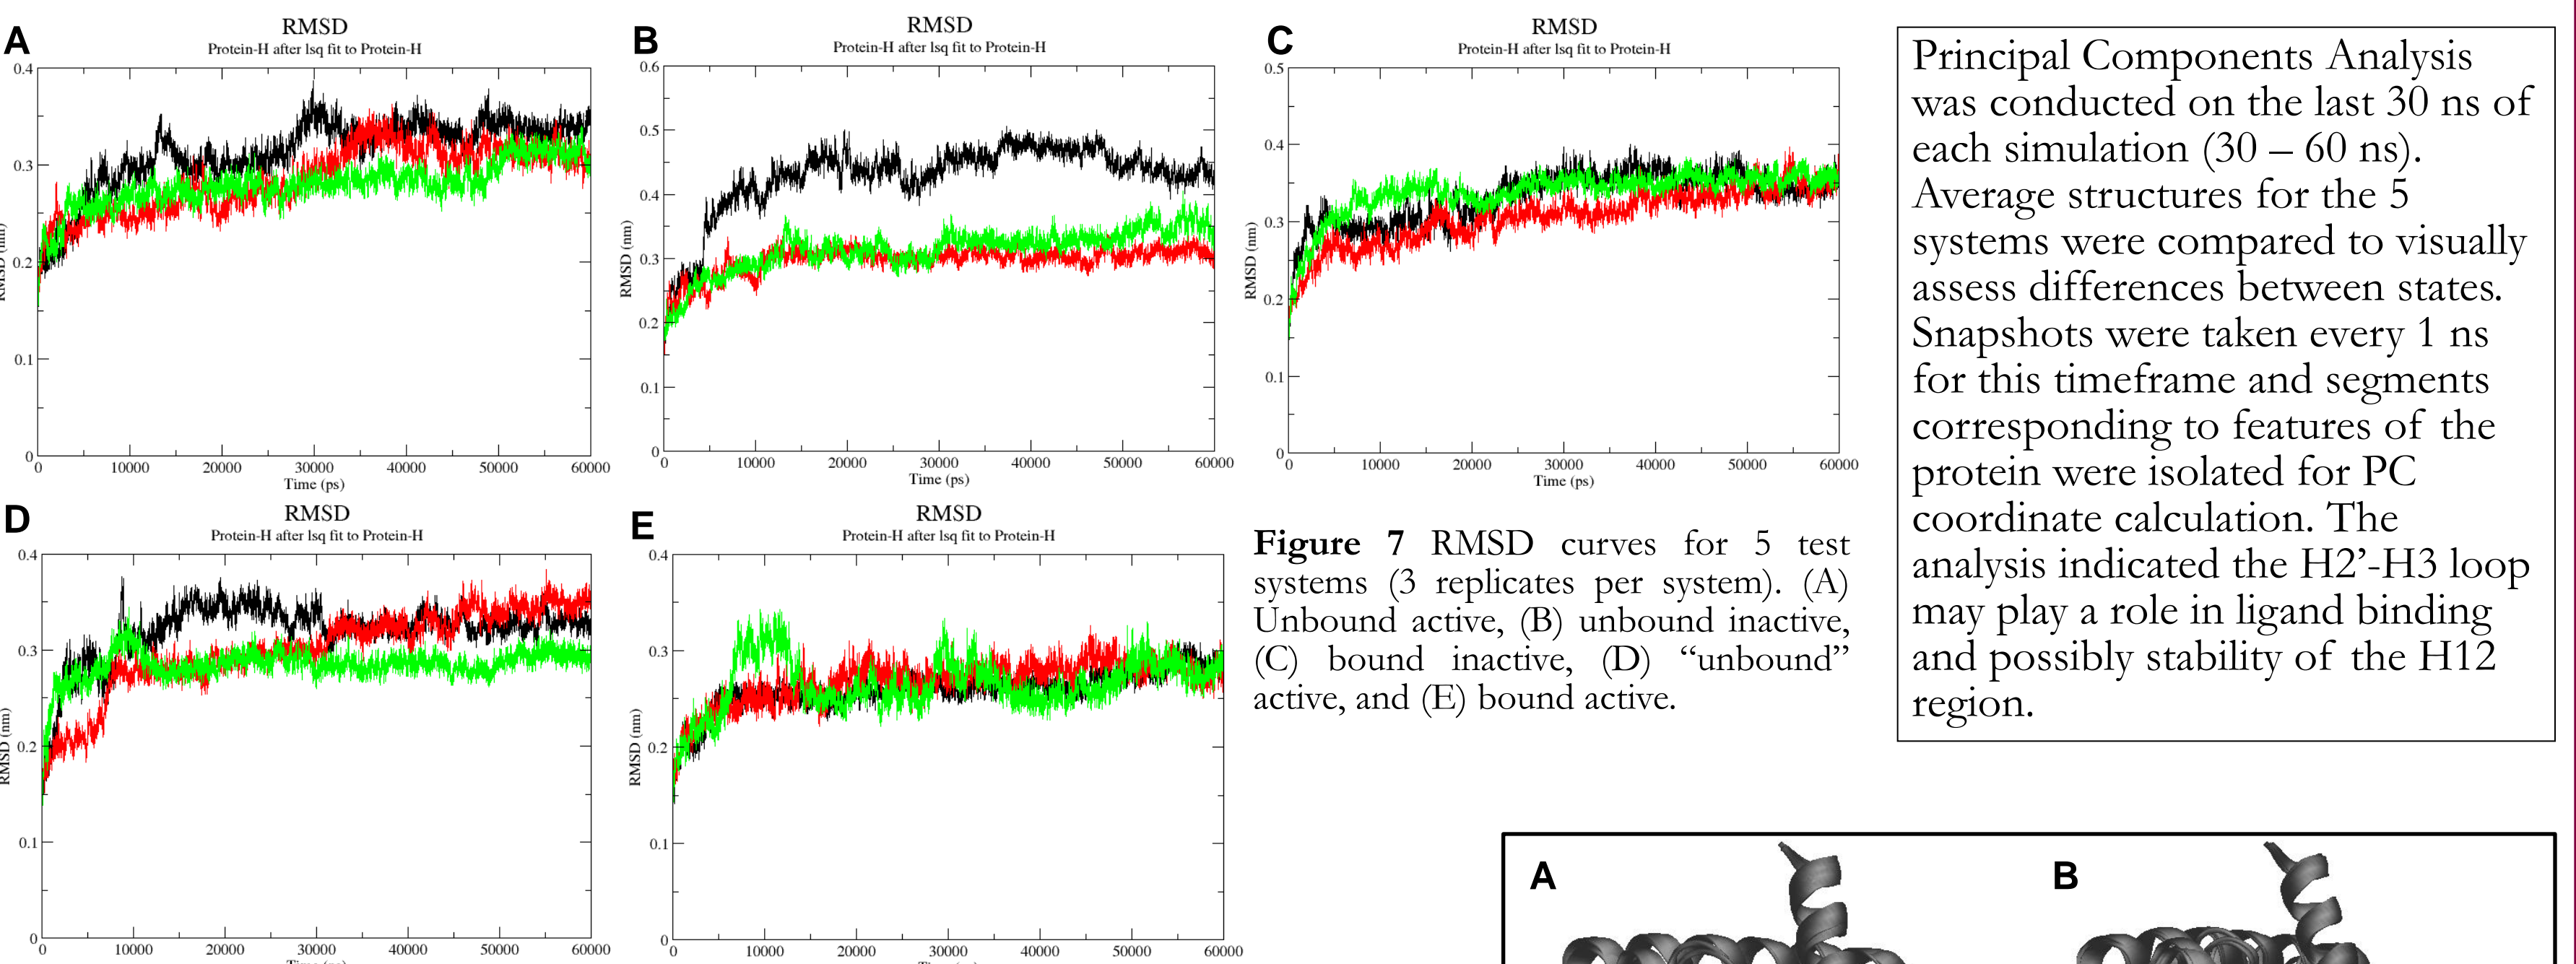 A
RMSD
Protein-H after lsq fit to Protein-H
0.4
0.3
0.2
0.1
0
RMSD (nm)
0 10000 20000 30000 40000 50000 60000
Time (ps)
B
RMSD
Protein-H after lsq fit to Protein-H
0.6
0.5
0.4
0.3
0.2
0.1
0
RMSD (nm)
0 10000 20000 30000 40000 50000 60000
Time (ps)
C
RMSD
Protein-H after lsq fit to Protein-H
0.5
0.4
0.3
0.2
0.1
0
RMSD (nm)
0 10000 20000 30000 40000 50000 60000
Time (ps)
Principal Components Analysis
was conducted on the last 30 ns of
each simulation (30 – 60 ns).
Average structures for the 5
systems were compared to visually
assess differences between states.
Snapshots were taken every 1 ns
for this timeframe and segments
corresponding to features of the
protein were isolated for PC
coordinate calculation. The
analysis indicated the H2’-H3 loop
may play a role in ligand binding
and possibly stability of the H12
region.
D
RMSD
Protein-H after lsq fit to Protein-H
0.4
0.3
0.2
0.1
0
RMSD (nm)
0 10000 20000 30000 40000 50000 60000
Time (ps)
E
RMSD
Protein-H after lsq fit to Protein-H
0.4
0.3
0.2
0.1
0
RMSD (nm)
0 10000 20000 30000 40000 50000 60000
Figure 7 RMSD curves for 5 test
systems (3 replicates per system). (A)
Unbound active, (B) unbound inactive,
(C) bound inactive, (D) “unbound”
active, and (E) bound active.
A
B